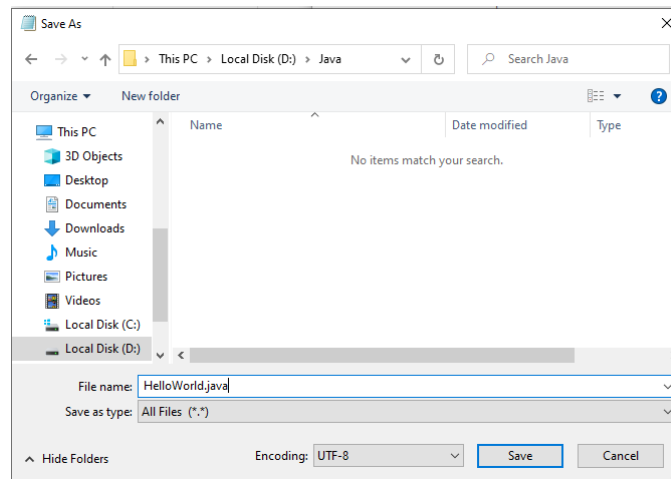 Save As
This PC > Local Disk (D:) > Java
Search Java
Organize
New folder
Name
Date modified
Type
No items match your search.
This PC
3D Objects
Desktop
Documents
Downloads
Music
Pictures
Videos
Local Disk (C:)
Local Disk (D:)
File name: HelloWorld.java
Save as type: All Files (*.*)
Hide Folders
Encoding: UTF-8
Save
Cancel